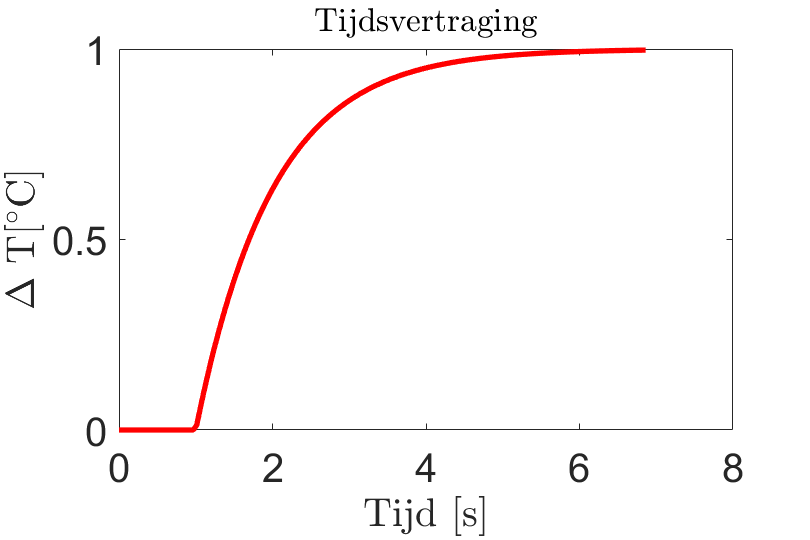 Tijdsvertraging
1
0.5
0
Δ T[°C]
0 2 4 6 8
Tijd [s]